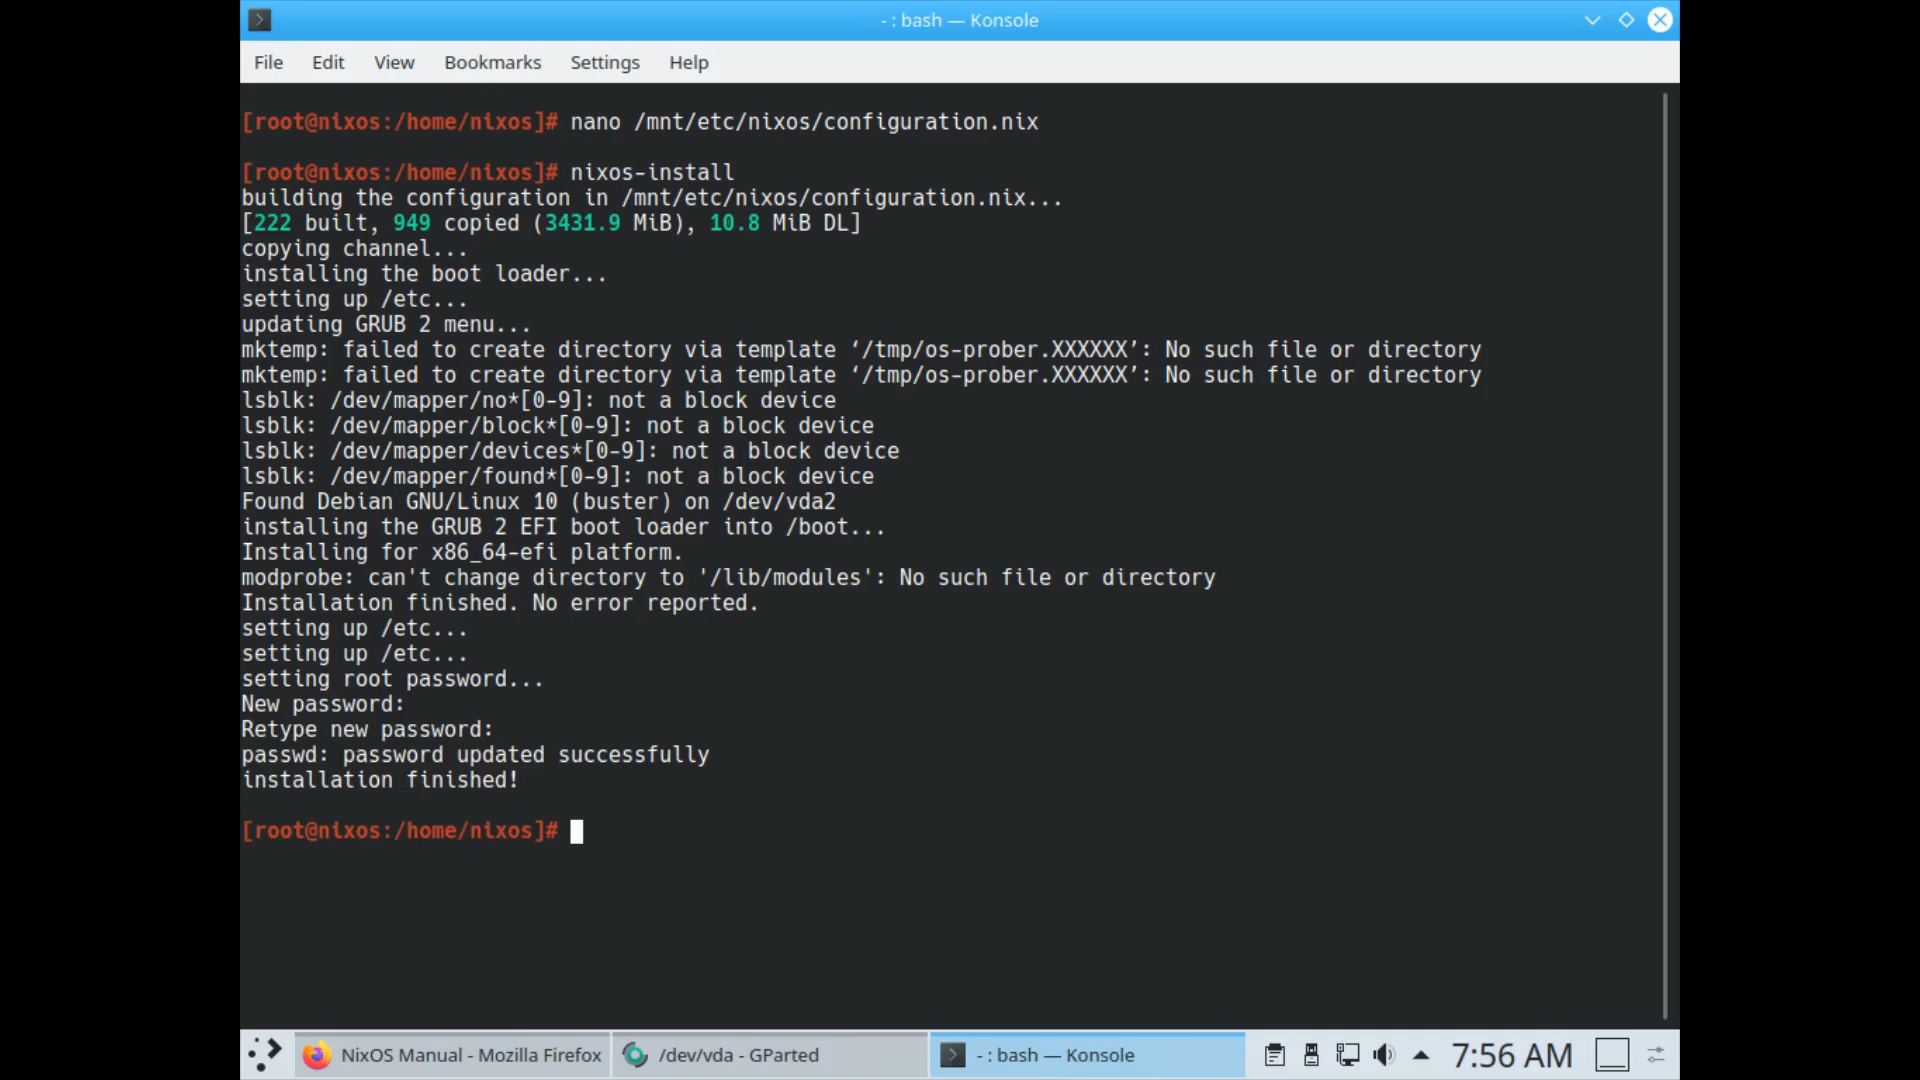 - : bash — Konsole
File Edit View Bookmarks Settings Help
[root@nixos:/home/nixos]# nano /mnt/etc/nixos/configuration.nix
[root@nixos:/home/nixos]# nixos-install
building the configuration in /mnt/etc/nixos/configuration.nix...
[222 built, 949 copied (3431.9 MiB), 10.8 MiB DL]
copying channel...
installing the boot loader...
setting up /etc...
updating GRUB 2 menu...
mktemp: failed to create directory via template ‘/tmp/os-prober.XXXXXX’: No such file or directory
mktemp: failed to create directory via template ‘/tmp/os-prober.XXXXXX’: No such file or directory
lsblk: /dev/mapper/no*[0-9]: not a block device
lsblk: /dev/mapper/block*[0-9]: not a block device
lsblk: /dev/mapper/devices*[0-9]: not a block device
lsblk: /dev/mapper/found*[0-9]: not a block device
Found Debian GNU/Linux 10 (buster) on /dev/vda2
installing the GRUB 2 EFI boot loader into /boot...
Installing for x86_64-efi platform.
modprobe: can't change directory to '/lib/modules': No such file or directory
Installation finished. No error reported.
setting up /etc...
setting up /etc...
setting root password...
New password:
Retype new password:
passwd: password updated successfully
installation finished!
[root@nixos:/home/nixos]#
NixOS Manual - Mozilla Firefox /dev/vda - GParted - : bash — Konsole 7:56 AM